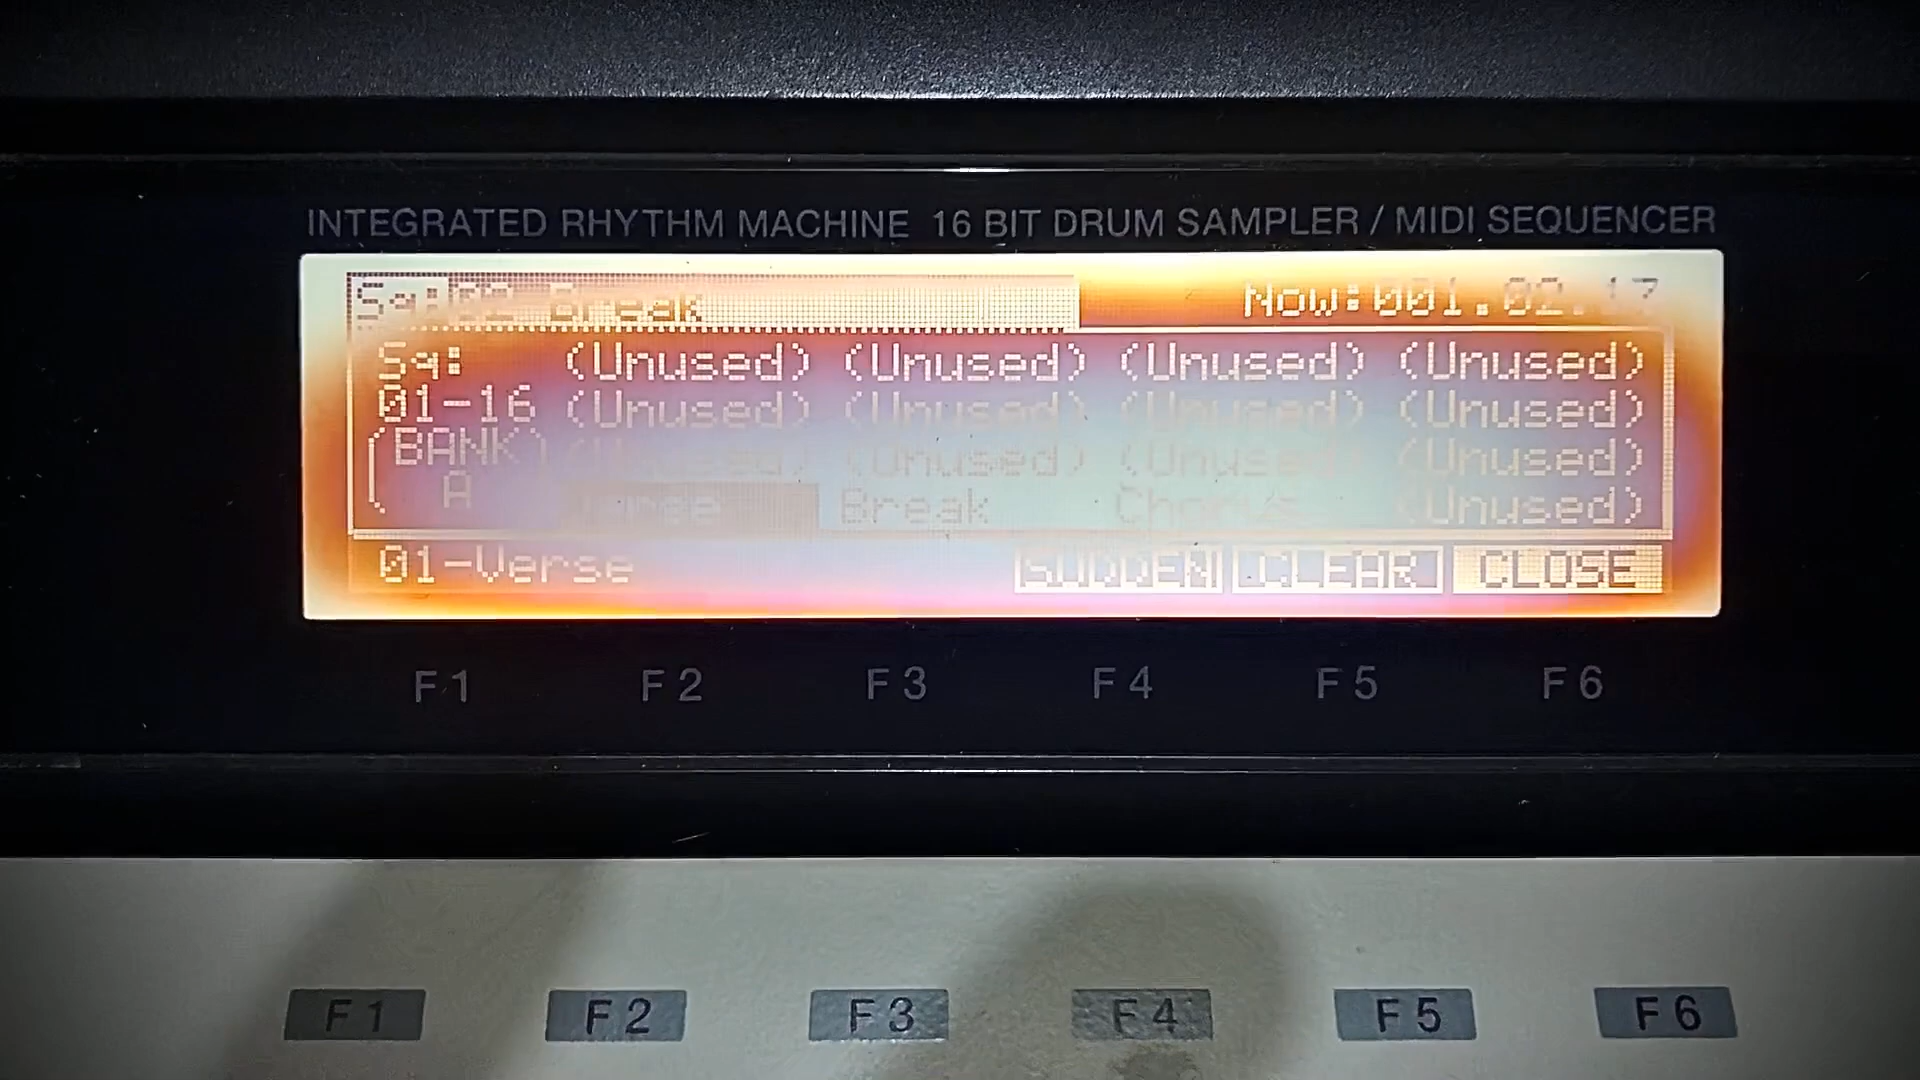 INTEGRATED RHYTHM MACHINE 16 BIT DRUM SAMPLER / MIDI SEQUENCER
Sq:02 Break Now:001.02.17
Sq: (Unused) (Unused) (Unused) (Unused)
01-16 (Unused) (Unused) (Unused) (Unused)
(BANK) (Unused) (Unused) (Unused) (Unused)
A Break Chorus (Unused)
01-Verse SUDDEN CLEAR CLOSE
F1 F2 F3 F4 F5 F6
F1 F2 F3 F4 F5 F6